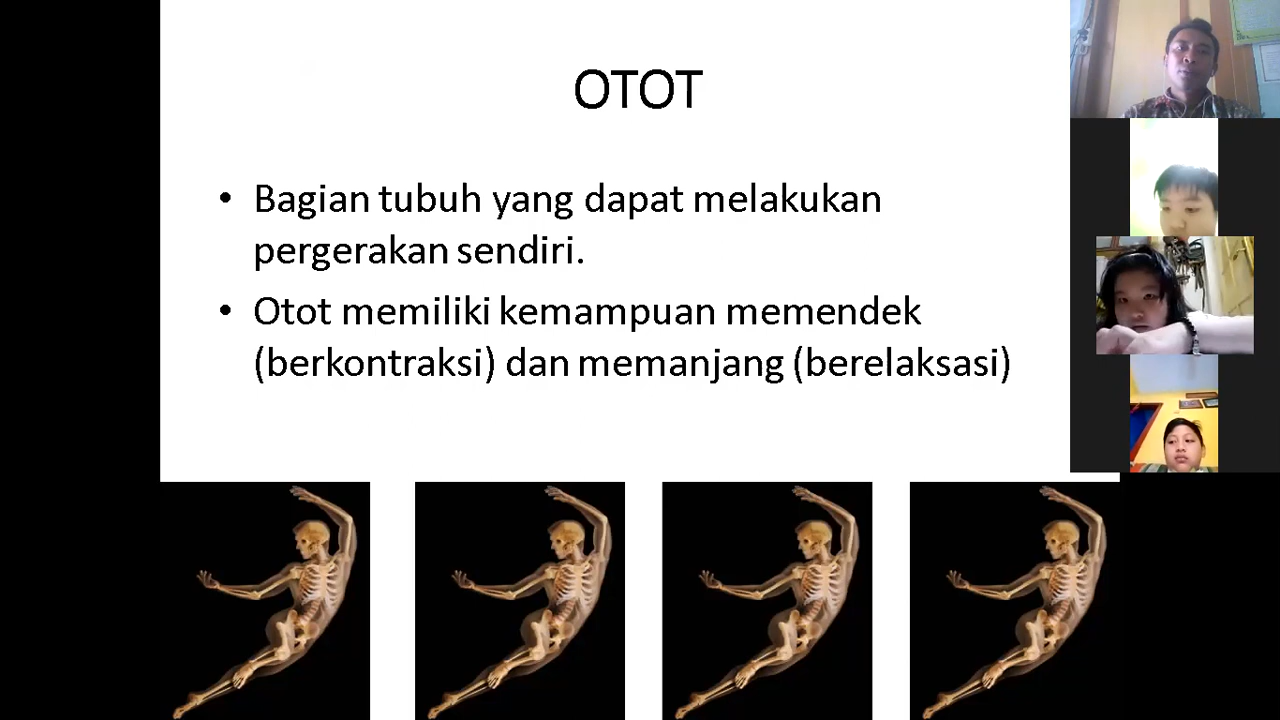 OTOT
• Bagian tubuh yang dapat melakukan
pergerakan sendiri.
• Otot memiliki kemampuan memendek
(berkontraksi) dan memanjang (berelaksasi)